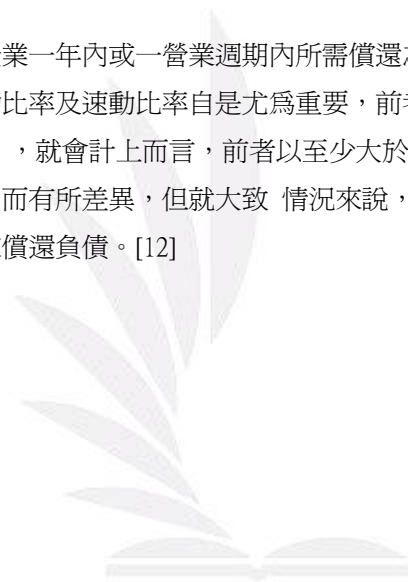 業一年內或一營業週期內所需償還
比率及速動比率自是尤為重要,前
,就會計上而言,前者以至少大於
而有所差異,但就大致 情況來說,
償還負債。[12]